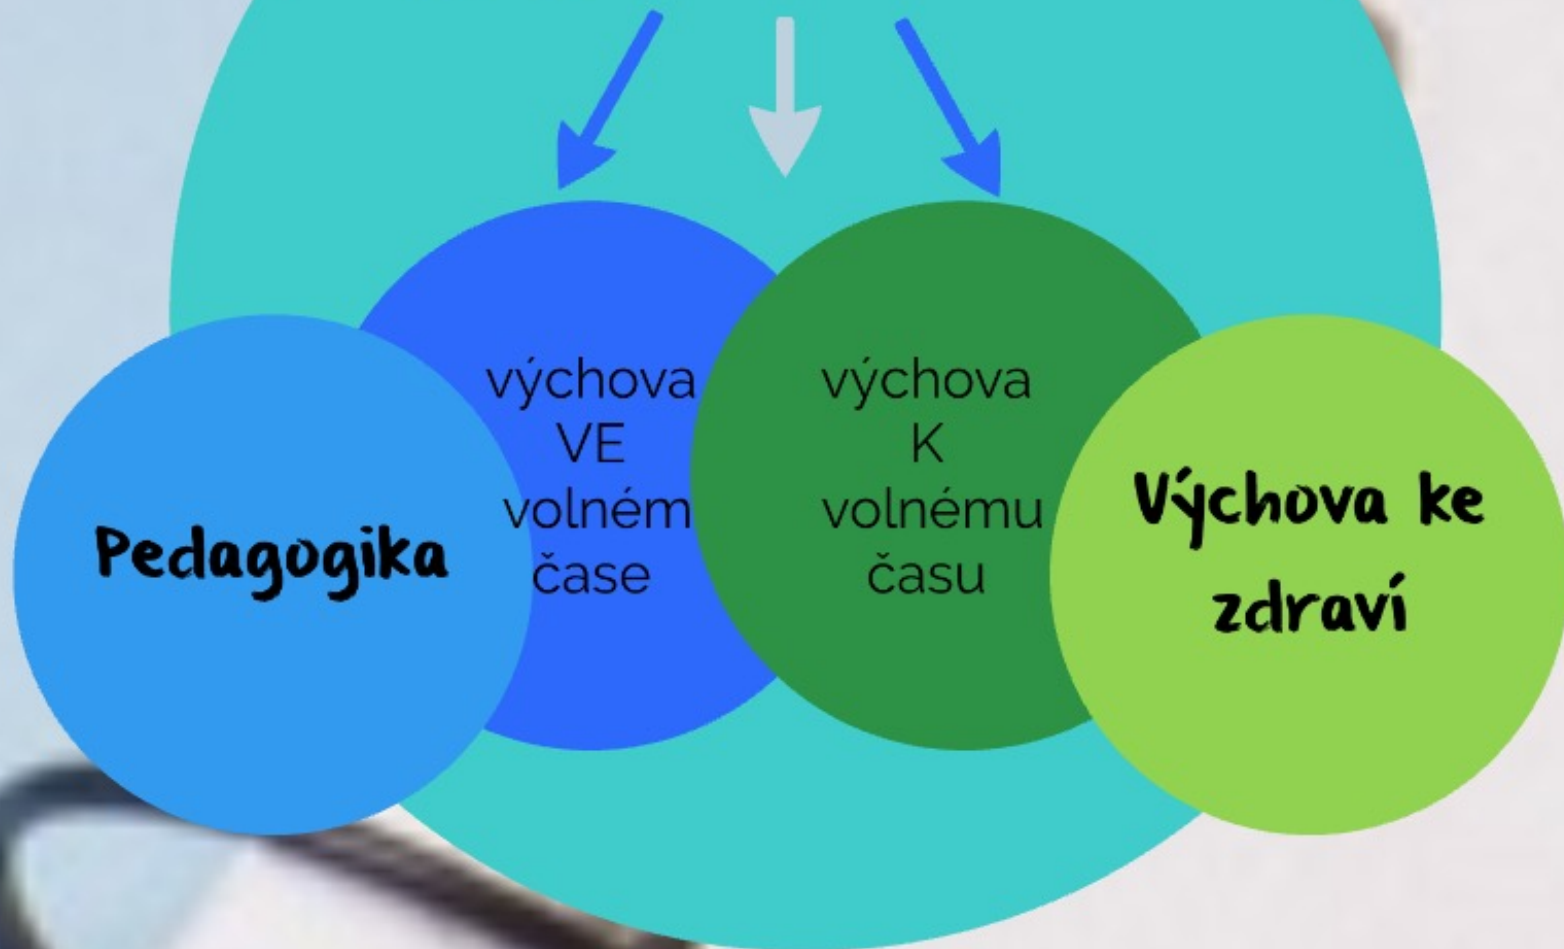 Pedagogika
výchova
VE
volném
čase
výchova
K
volnému
času
Výchova ke
zdraví